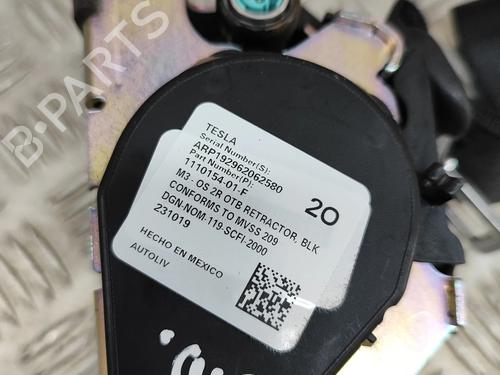 B-PARTS
TESLA
Serial Number(S):
ARP192962062580
Part Number(P):
1110154-01-F
M3 - OS 2R OTB RETRACTOR, BLK
CONFORMS TO MVSS 209
DGN-NOM-119-SCFI-2000
231019
HECHO EN MEXICO
AUTOLIV
20